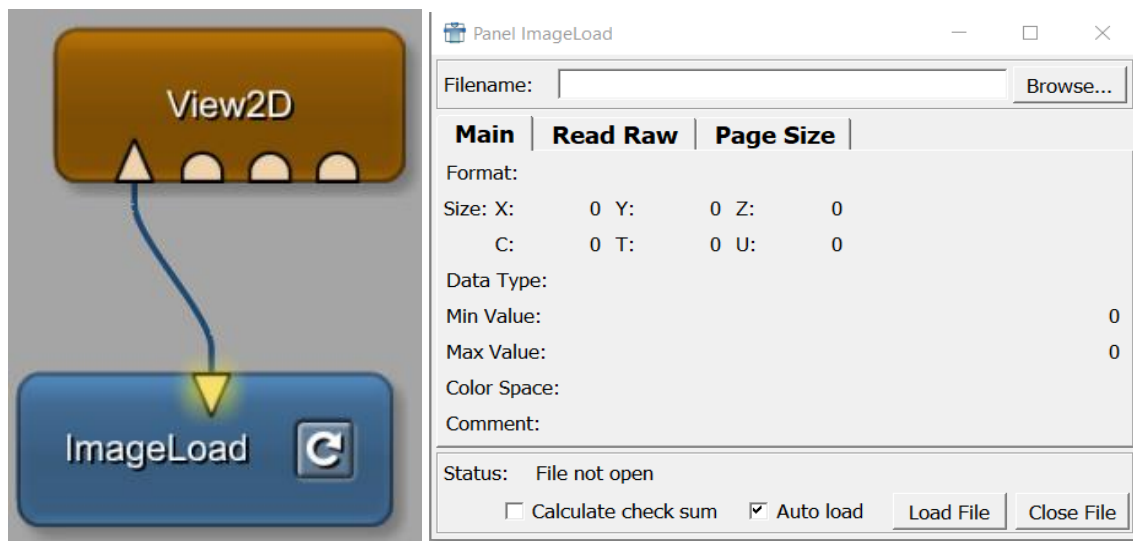 View2D
ImageLoad
Panel ImageLoad
Filename: Browse...
Main Read Raw Page Size
Format:
Size: X: 0 Y: 0 Z: 0
C: 0 T: 0 U: 0
Data Type:
Min Value: 0
Max Value: 0
Color Space:
Comment:
Status: File not open
Calculate check sum Auto load Load File Close File